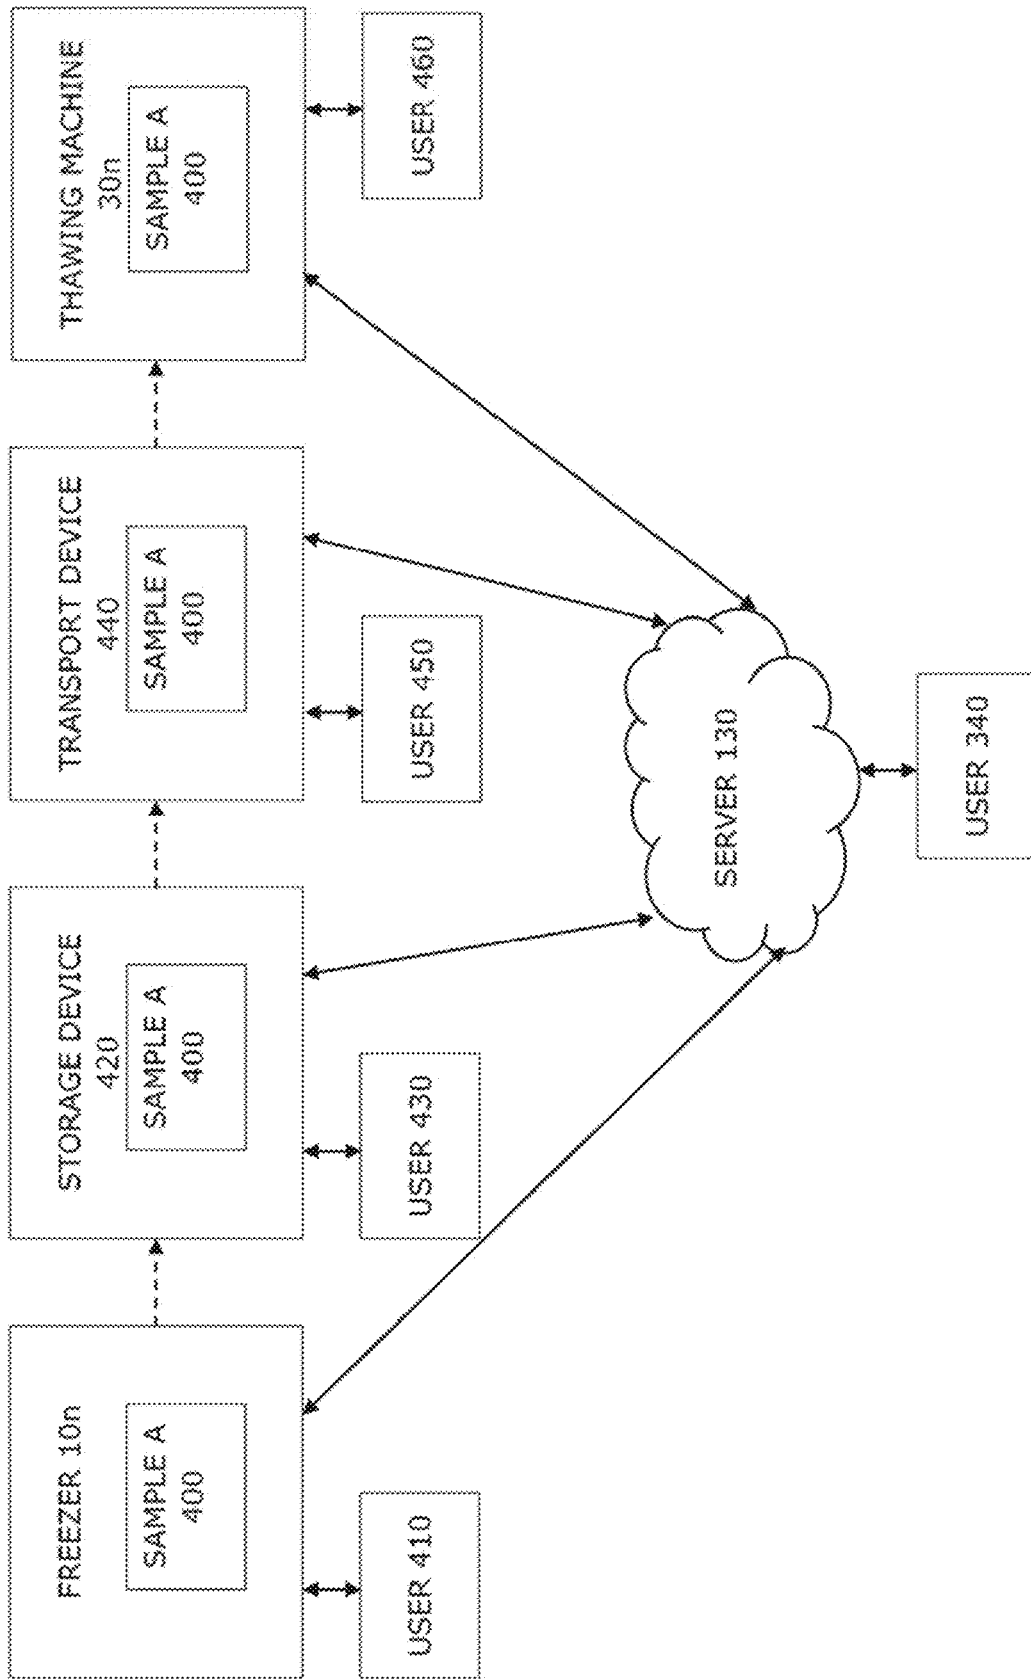 FREEZER 10n
SAMPLE A
400
USER 410
STORAGE DEVICE
420
SAMPLE A
400
USER 430
TRANSPORT DEVICE
440
SAMPLE A
400
USER 450
THAWING MACHINE
30n
SAMPLE A
400
USER 460
SERVER 130
USER 340